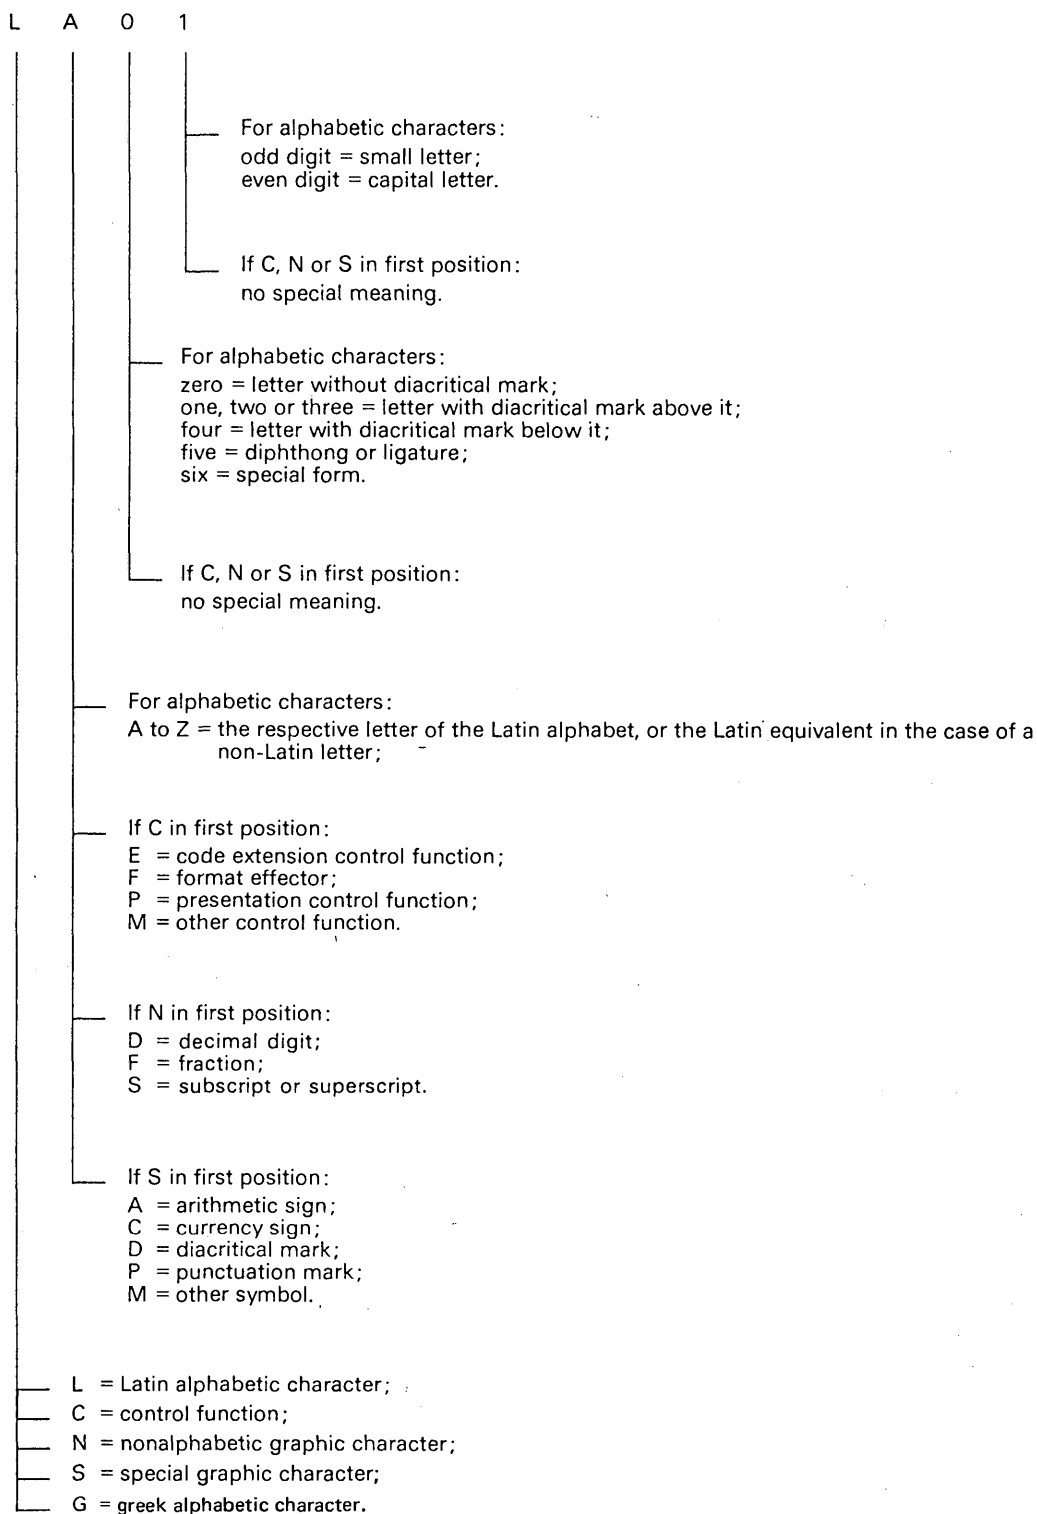 L A 0 1
For alphabetic characters:
odd digit = small letter;
even digit = capital letter.
If C, N or S in first position:
no special meaning.
For alphabetic characters:
zero = letter without diacritical mark;
one, two or three = letter with diacritical mark above it;
four = letter with diacritical mark below it;
five = diphthong or ligature;
six = special form.
If C, N or S in first position:
no special meaning.
For alphabetic characters:
A to Z = the respective letter of the Latin alphabet, or the Latin equivalent in the case of a
non-Latin letter;
If C in first position:
E = code extension control function;
F = format effector;
P = presentation control function;
M = other control function.
If N in first position:
D = decimal digit;
F = fraction;
S = subscript or superscript.
If S in first position:
A = arithmetic sign;
C = currency sign;
D = diacritical mark;
P = punctuation mark;
M = other symbol.
L = Latin alphabetic character;
C = control function;
N = nonalphabetic graphic character;
S = special graphic character;
G = greek alphabetic character.